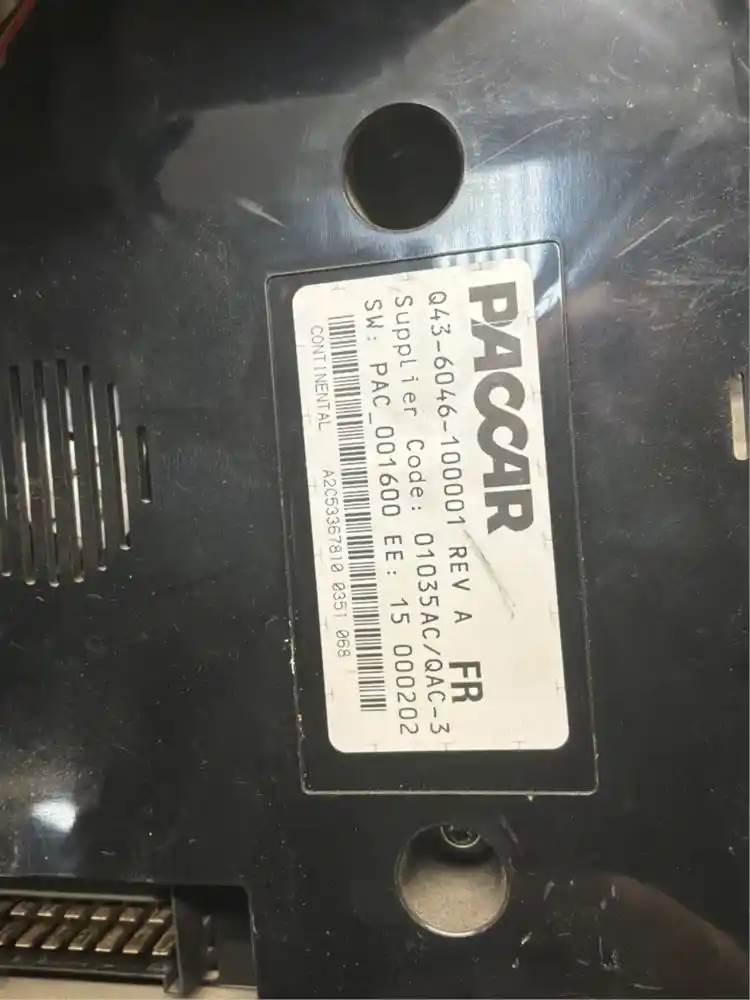 PACCAR
Q43-6046-100001 REV A FR
Supplier Code: 01035AC/QAC-3
SW: PAC_001600 EE: 15 000202
CONTINENTAL A2C53367810 0351 068